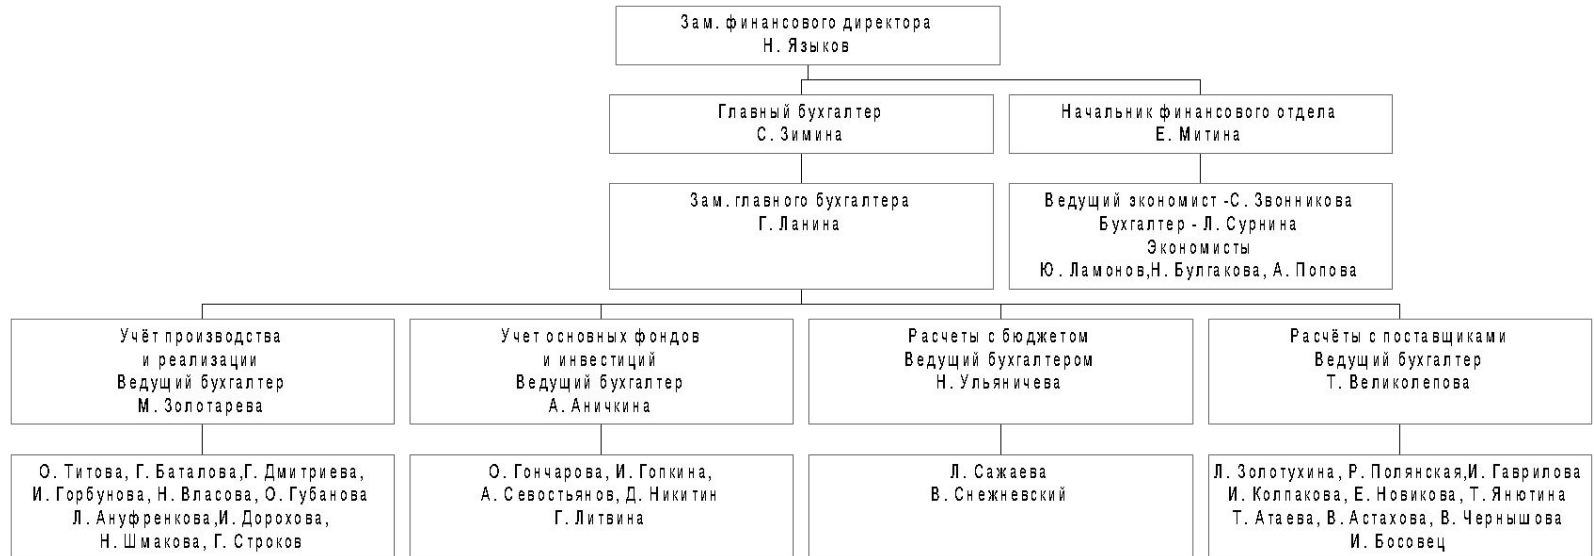 Зам. финансового директора
Н. Языков
Главный бухгалтер
С. Зимина
Начальник финансового отдела
Е. Митина
Зам. главного бухгалтера
Г. Ланина
Ведущий экономист -С. Звонникова
Бухгалтер - Л. Сурнина
Экономисты
Ю. Ламонов,Н. Булгакова, А. Попова
Учёт производства
и реализации
Ведущий бухгалтер
М. Золотарева
Учет основных фондов
и инвестиций
Ведущий бухгалтер
А. Аничкина
Расчеты с бюджетом
Ведущий бухгалтером
Н. Ульяничева
Расчёты с поставщиками
Ведущий бухгалтер
Т. Великолепова
О. Титова, Г. Баталова,Г. Дмитриева,
И. Горбунова, Н. Власова, О. Губанова
Л. Ануфренкова,И. Дорохова,
Н. Шмакова, Г. Строков
О. Гончарова, И. Гопкина,
А. Севостьянов, Д. Никитин
Г. Литвина
Л. Сажаева
В. Снежневский
Л. Золотухина, Р. Полянская,И. Гаврилова
И. Колпакова, Е. Новикова, Т. Янютина
Т. Атаева, В. Астахова, В. Чернышова
И. Босовец